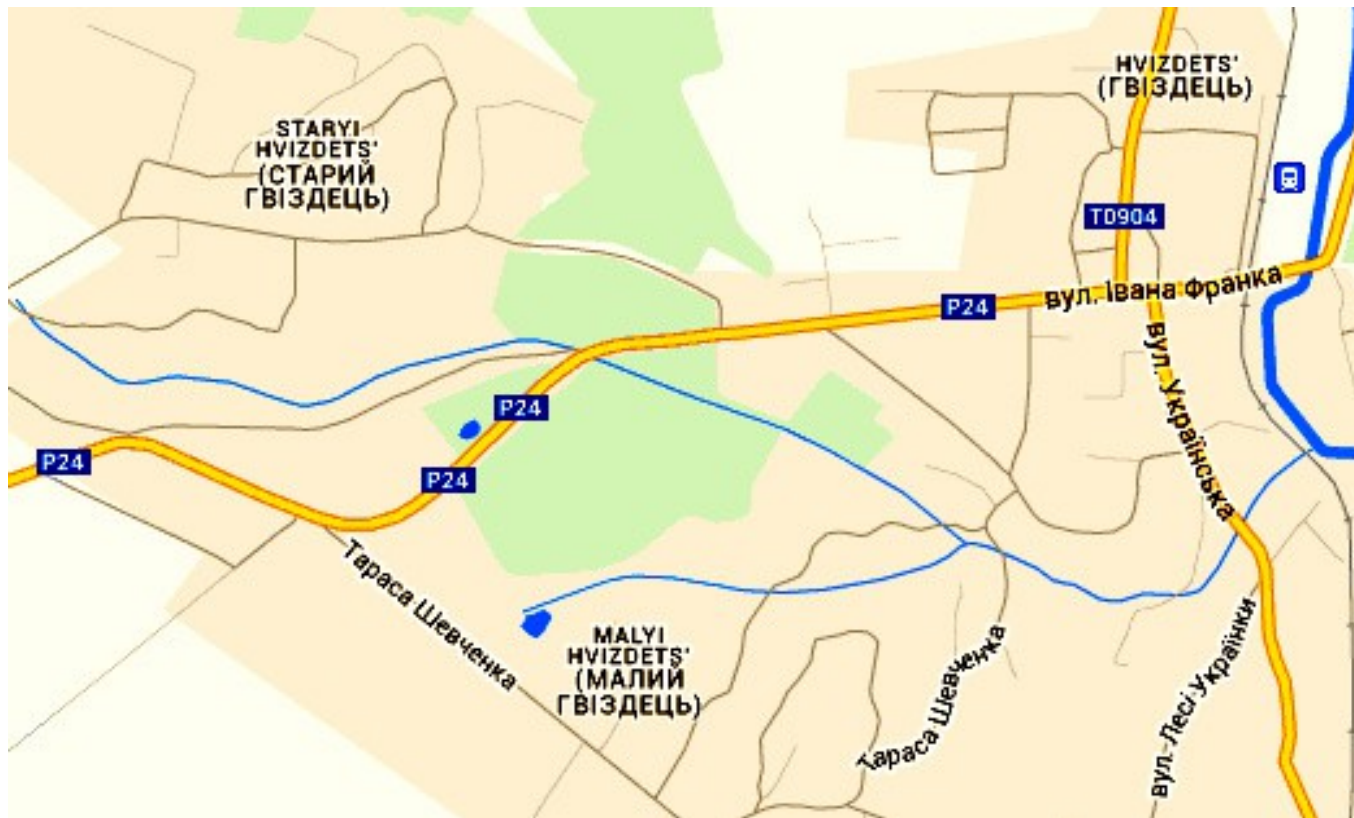 HVIZDETS'
(ГВІЗДЕЦЬ)
STARYI
HVIZDETS'
(СТАРИЙ
ГВІЗДЕЦЬ)
T0904
вул. Івана Франка
P24
вул. Українська
P24
P24
P24
Тараса Шевченка
MALYI
HVIZDETS'
(МАЛИЙ
ГВІЗДЕЦЬ)
Тараса Шевченка
вул. Лесі Українки